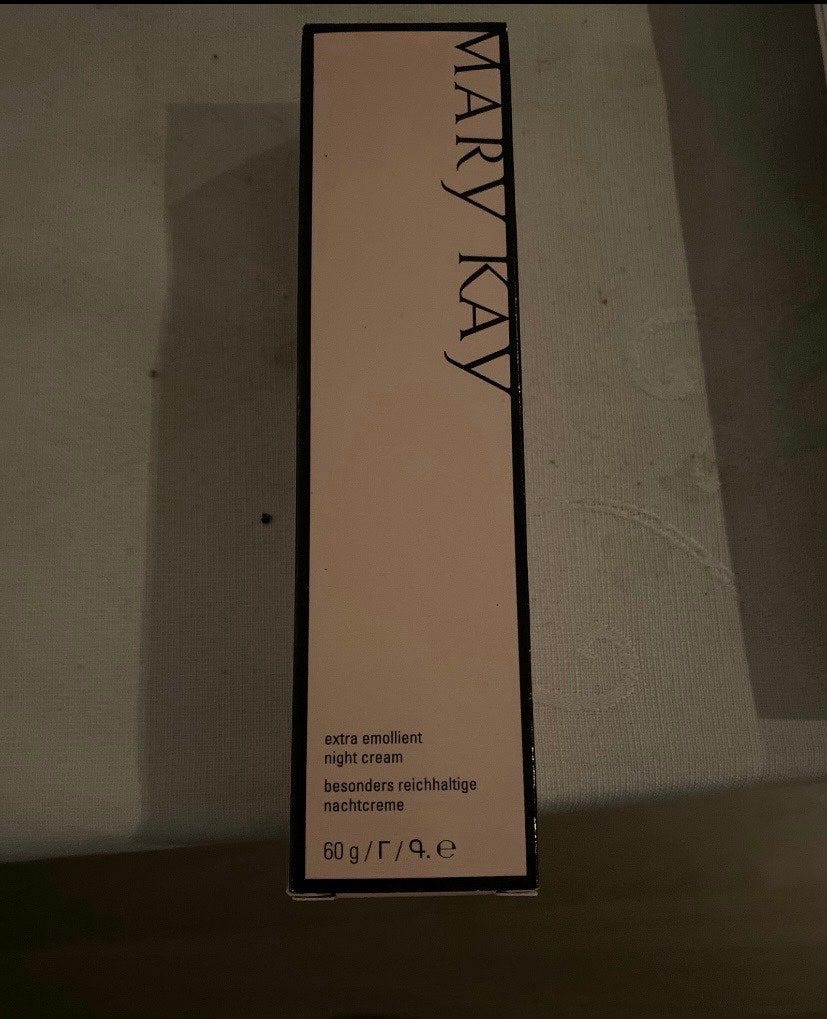 MARY KAY
extra emollient
night cream
besonders reichhaltige
nachtcreme
60 g / Г / Գ. ℮